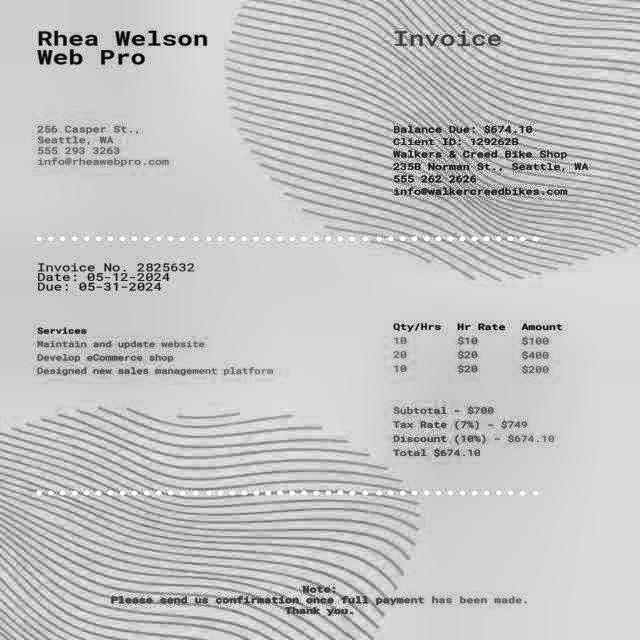 Rhea Welson
Web Pro
Invoice
256 Casper St.,
Seattle, WA
555 293 3263
info@rheawebpro.com
Balance Due: $674.10
Client ID: 129262B
Walkers & Creed Bike Shop
235B Norman St., Seattle, WA
555 262 2626
info@walkercreedbikes.com
Invoice No. 2825632
Date: 05-12-2024
Due: 05-31-2024
Services
Maintain and update website
Develop eCommerce shop
Designed new sales management platform
Qty/Hrs Hr Rate Amount
10 $10 $100
20 $20 $400
10 $20 $200
Subtotal - $700
Tax Rate (7%) - $749
Discount (10%) - $674.10
Total $674.10
Note:
Please send us confirmation once full payment has been made.
Thank you.